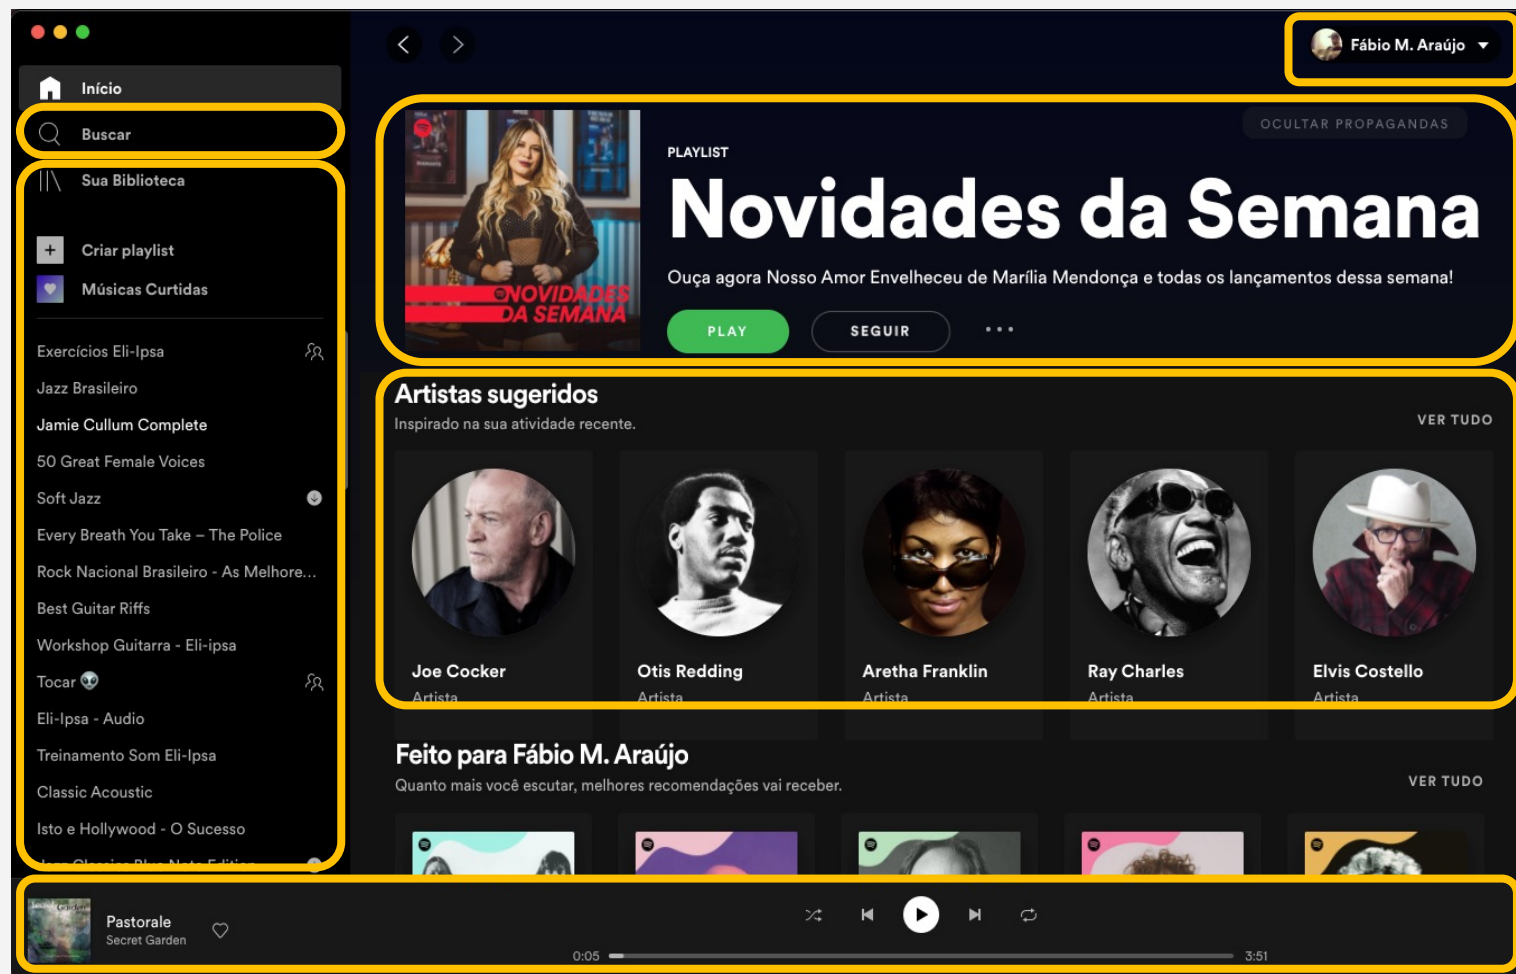 Início
Buscar
Sua Biblioteca
Criar playlist
Músicas Curtidas
Exercícios Eli-Ipsa
Jazz Brasileiro
Jamie Cullum Complete
50 Great Female Voices
Soft Jazz
Every Breath You Take – The Police
Rock Nacional Brasileiro - As Melhore...
Best Guitar Riffs
Workshop Guitarra - Eli-ipsa
Tocar 👽
Eli-Ipsa - Audio
Treinamento Som Eli-Ipsa
Classic Acoustic
Isto e Hollywood - O Sucesso
Jazz Classics Blue Note Edition
Fábio M. Araújo
OCULTAR PROPAGANDAS
NOVIDADES
DA SEMANA
PLAYLIST
Novidades da Semana
Ouça agora Nosso Amor Envelheceu de Marília Mendonça e todas os lançamentos dessa semana!
PLAY
SEGUIR
Artistas sugeridos
Inspirado na sua atividade recente.
VER TUDO
Joe Cocker
Artista
Otis Redding
Artista
Aretha Franklin
Artista
Ray Charles
Artista
Elvis Costello
Artista
Feito para Fábio M. Araújo
Quanto mais você escutar, melhores recomendações vai receber.
VER TUDO
Pastorale
Secret Garden
0:05
3:51